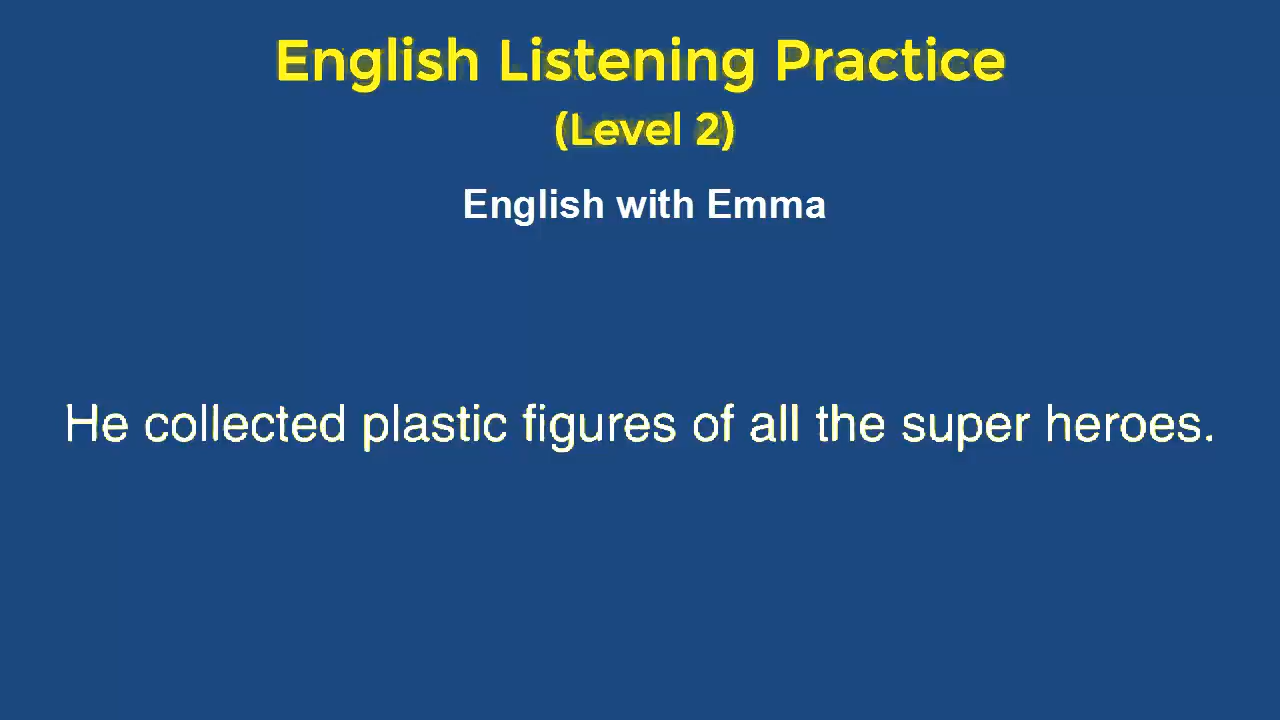 English Listening Practice
(Level 2)
English with Emma
He collected plastic figures of all the super heroes.